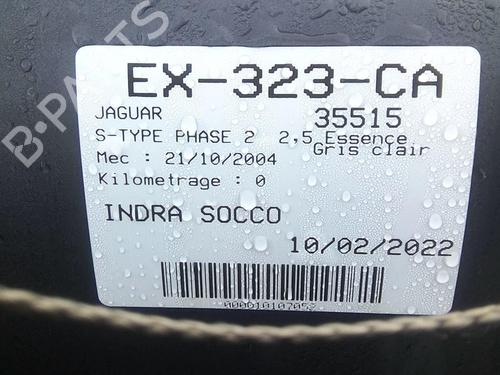 EX-323-CA
JAGUAR 35515
S-TYPE PHASE 2 2,5 Essence
Gris clair
Mec : 21/10/2004
Kilometrage : 0
INDRA SOCCO
10/02/2022
B-PARTS